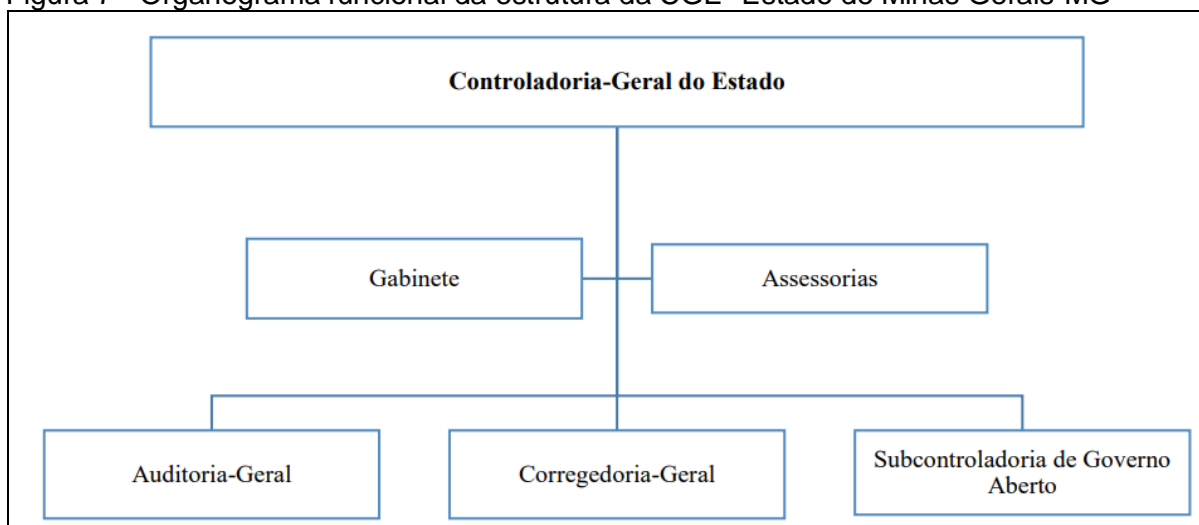 Figura 7 - Organograma funcional da estrutura da CGE- Estado de Minas Gerais-MG
Controladoria-Geral do Estado
Gabinete
Assessorias
Auditoria-Geral
Corregedoria-Geral
Subcontroladoria de Governo
Aberto